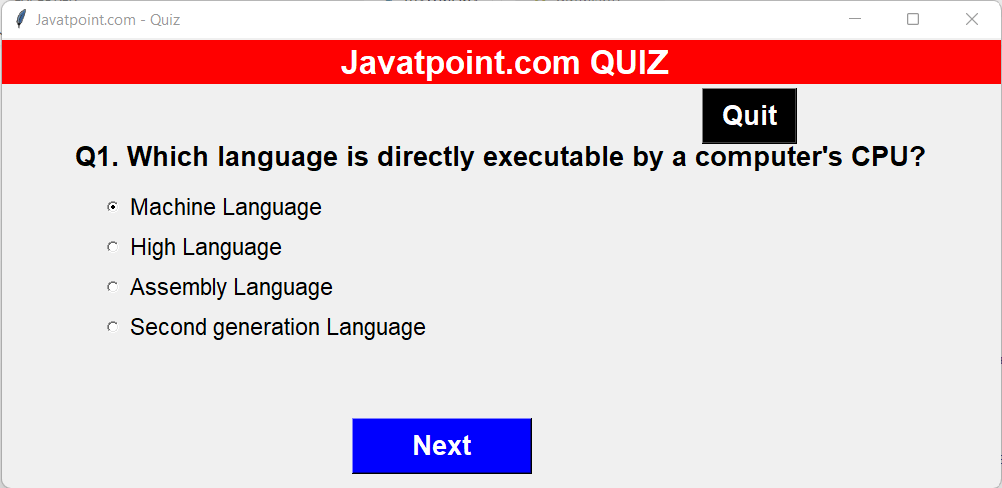 Javatpoint.com - Quiz
Javatpoint.com QUIZ
Quit
Q1. Which language is directly executable by a computer's CPU?
Machine Language
High Language
Assembly Language
Second generation Language
Next